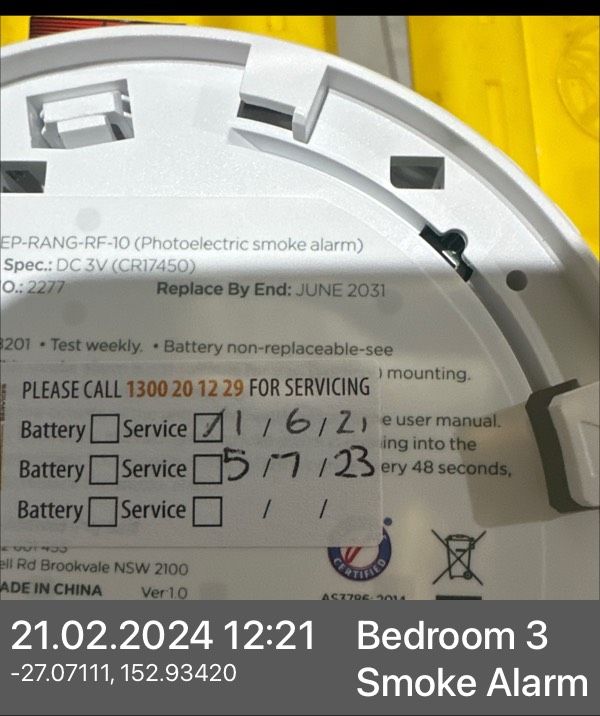 EP-RANG-RF-10 (Photoelectric smoke alarm)
Spec.: DC 3V (CR17450)
O.: 2277 Replace By End: JUNE 2031
3201 • Test weekly. • Battery non-replaceable-see
) mounting.
PLEASE CALL 1300 20 12 29 FOR SERVICING
e user manual.
Battery Service 1 / 6 / 21
ing into the
Battery Service 5 / 7 / 23
ery 48 seconds,
Battery Service / /
CERTIFIED
ell Rd Brookvale NSW 2100
ADE IN CHINA Ver1.0
AS3786:2014
21.02.2024 12:21
-27.07111, 152.93420
Bedroom 3
Smoke Alarm